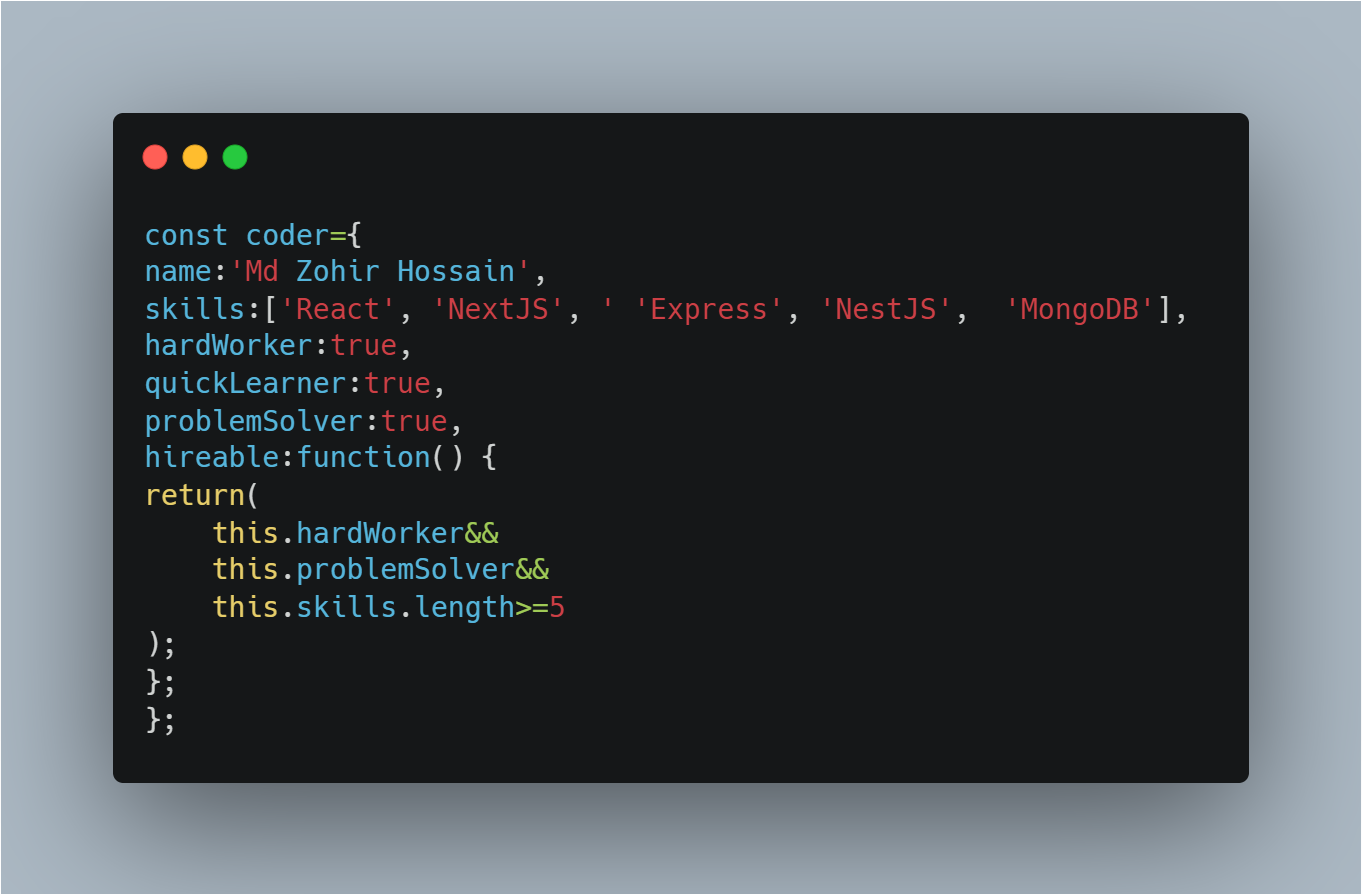 const coder={
name:'Md Zohir Hossain',
skills:['React', 'NextJS', ' 'Express', 'NestJS',  'MongoDB'],
hardWorker:true,
quickLearner:true,
problemSolver:true,
hireable:function() {
return(
    this.hardWorker&&
    this.problemSolver&&
    this.skills.length>=5
);
};
};